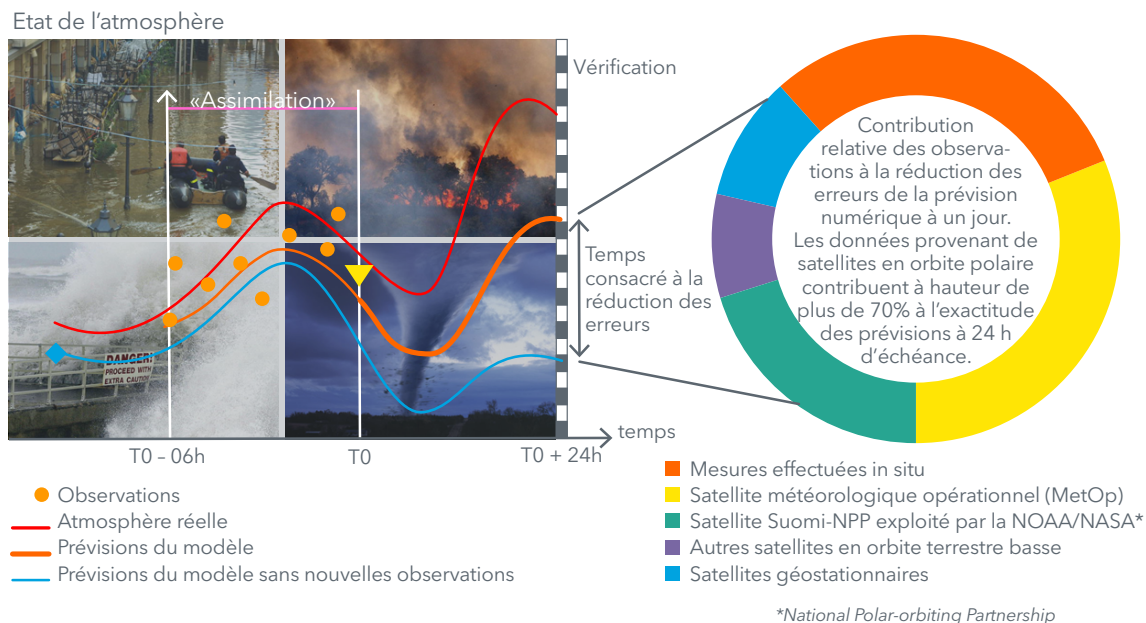 Etat de l’atmosphère
Vérification
«Assimilation»
DANGER!
PROCEED WITH
EXTRA CAUTION
Temps
consacré à la
réduction des
erreurs
temps
T0 – 06h
T0
T0 + 24h
Observations
Atmosphère réelle
Prévisions du modèle
Prévisions du modèle sans nouvelles observations
Contribution
relative des observa-
tions à la réduction des
erreurs de la prévision
numérique à un jour.
Les données provenant de
satellites en orbite polaire
contribuent à hauteur de
plus de 70% à l’exactitude
des prévisions à 24 h
d’échéance.
Mesures effectuées in situ
Satellite météorologique opérationnel (MetOp)
Satellite Suomi-NPP exploité par la NOAA/NASA*
Autres satellites en orbite terrestre basse
Satellites géostationnaires
*National Polar-orbiting Partnership